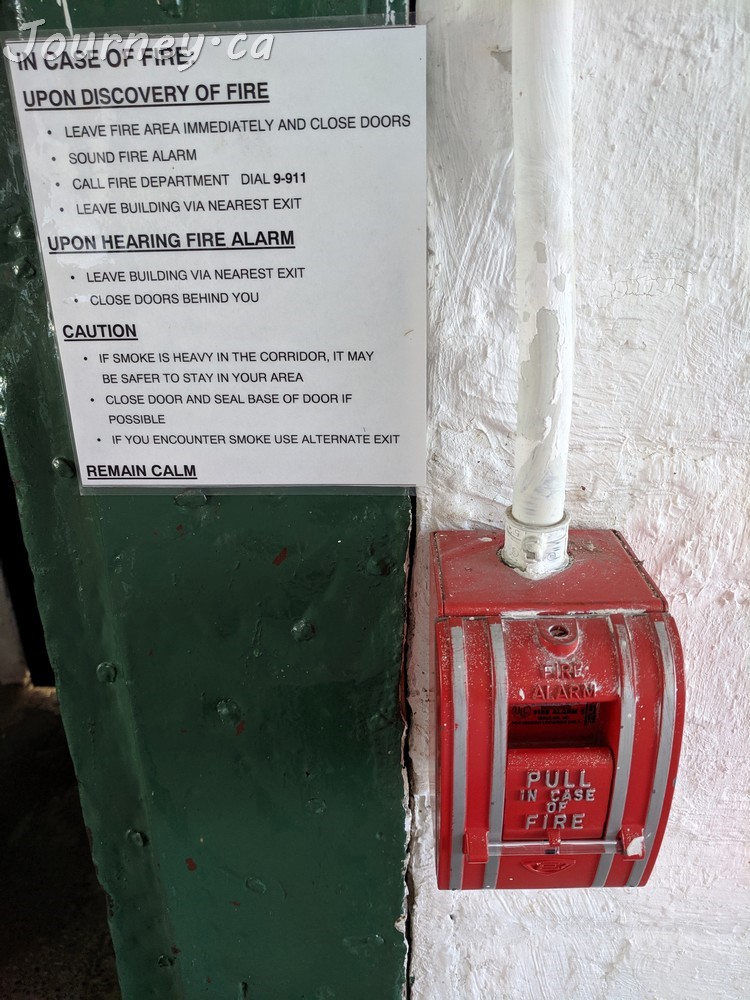 Journey.ca
IN CASE OF FIRE:
UPON DISCOVERY OF FIRE
• LEAVE FIRE AREA IMMEDIATELY AND CLOSE DOORS
• SOUND FIRE ALARM
• CALL FIRE DEPARTMENT DIAL 9-911
• LEAVE BUILDING VIA NEAREST EXIT
UPON HEARING FIRE ALARM
• LEAVE BUILDING VIA NEAREST EXIT
• CLOSE DOORS BEHIND YOU
CAUTION
• IF SMOKE IS HEAVY IN THE CORRIDOR, IT MAY
BE SAFER TO STAY IN YOUR AREA
• CLOSE DOOR AND SEAL BASE OF DOOR IF
POSSIBLE
• IF YOU ENCOUNTER SMOKE USE ALTERNATE EXIT
REMAIN CALM
FIRE
ALARM
PULL
IN CASE
OF
FIRE